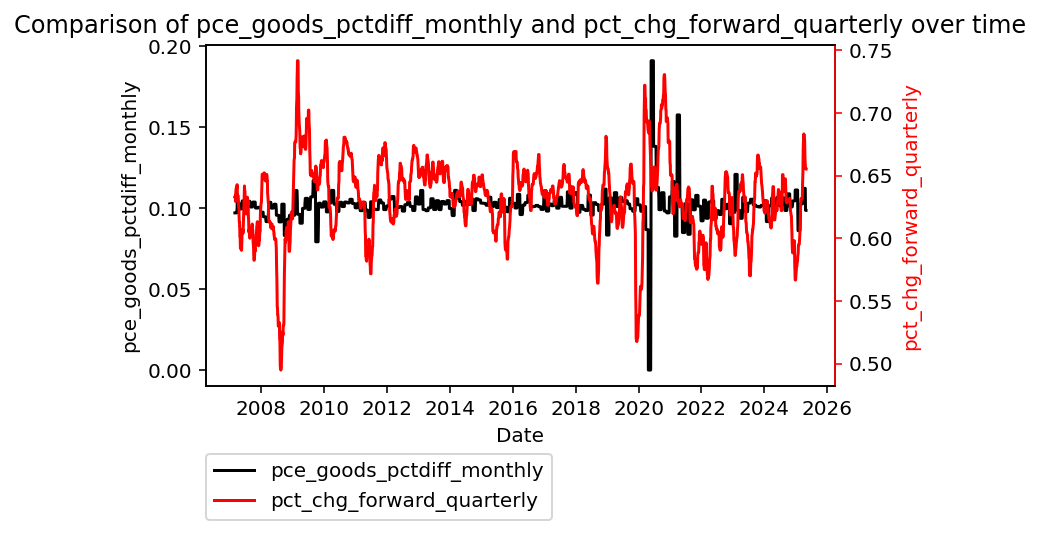 Comparison of pce_goods_pctdiff_monthly and pct_chg_forward_quarterly over time
pce_goods_pctdiff_monthly
0.20
0.15
0.10
0.05
0.00
0.75
0.70
0.65
0.60
0.55
0.50
pct_chg_forward_quarterly
2008 2010 2012 2014 2016 2018 2020 2022 2024 2026
Date
pce_goods_pctdiff_monthly
pct_chg_forward_quarterly